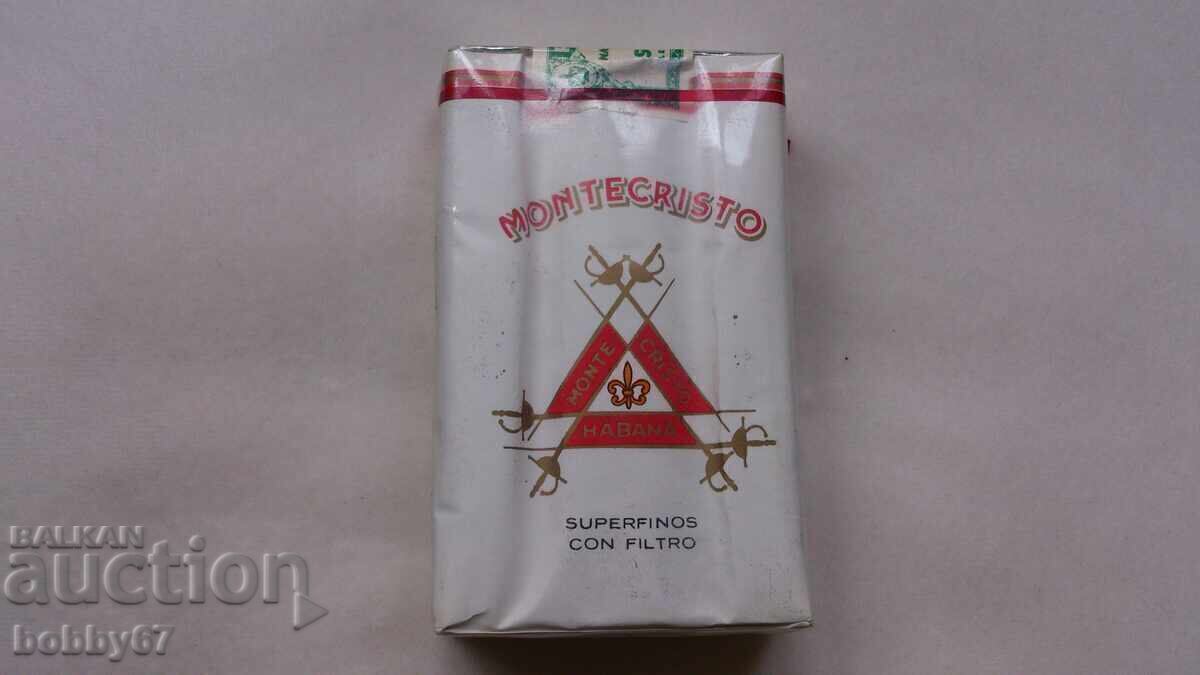 MONTECRISTO
MONTE CRISTO
HABANA
SUPERFINOS
CON FILTRO
BALKAN
auction
bobby67